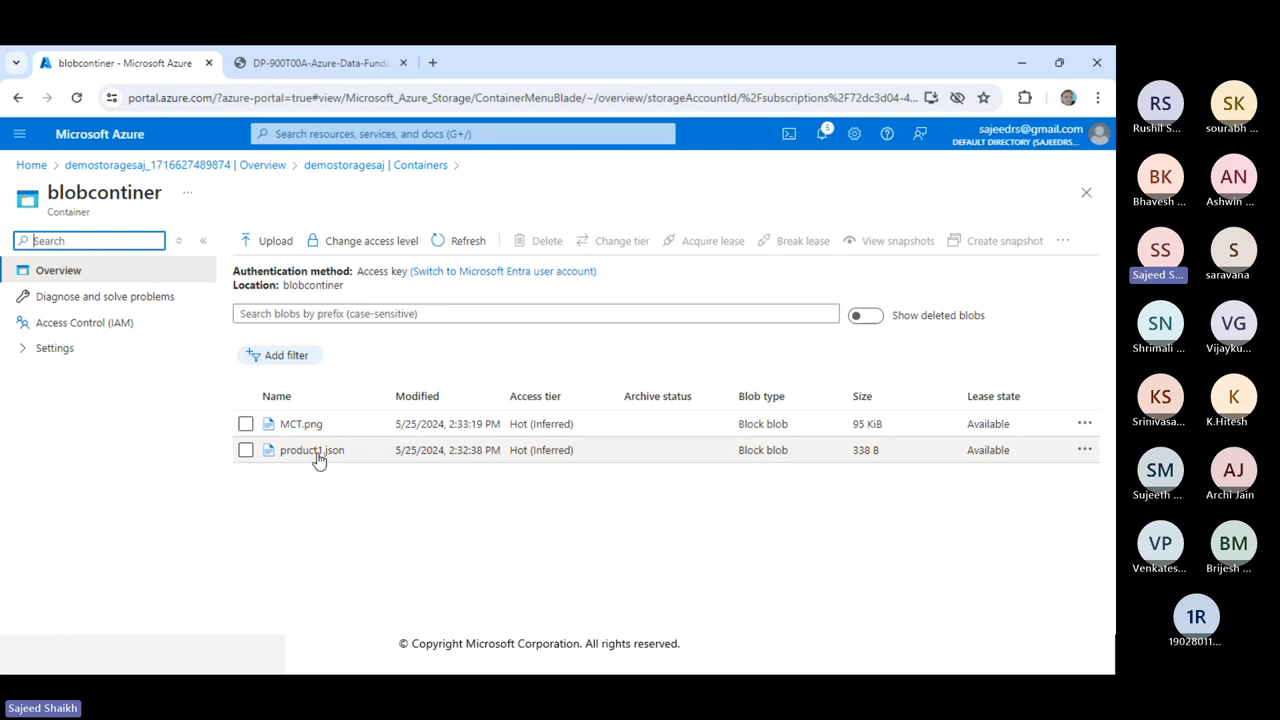 blobcontiner - Microsoft Azure
DP-900T00A-Azure-Data-Funda
portal.azure.com/?azure-portal=true#view/Microsoft_Azure_Storage/ContainerMenuBlade/~/overview/storageAccountId/%2Fsubscriptions%2F72dc3d04-4...
Microsoft Azure
Search resources, services, and docs (G+/)
5
sajeedrs@gmail.com
DEFAULT DIRECTORY (SAJEEDRS...
Home > demostoragesaj_1716627489874 | Overview > demostoragesaj | Containers >
blobcontiner ...
Container
Search
Overview
Diagnose and solve problems
Access Control (IAM)
Settings
Upload Change access level Refresh Delete Change tier Acquire lease Break lease View snapshots Create snapshot ...
Authentication method: Access key (Switch to Microsoft Entra user account)
Location: blobcontiner
Search blobs by prefix (case-sensitive)
Show deleted blobs
Add filter
Name Modified Access tier Archive status Blob type Size Lease state
MCT.png 5/25/2024, 2:33:19 PM Hot (Inferred) Block blob 95 KiB Available ...
product1.json 5/25/2024, 2:32:38 PM Hot (Inferred) Block blob 338 B Available ...
© Copyright Microsoft Corporation. All rights reserved.
RS SK
Rushil S... sourabh ...
BK AN
Bhavesh ... Ashwin ...
SS S
Sajeed S... saravana
SN VG
Shrimali ... Vijayku...
KS K
Srinivasa... K.Hitesh
SM AJ
Sujeeth ... Archi Jain
VP BM
Venkates... Brijesh ...
1R
19028011...
Sajeed Shaikh